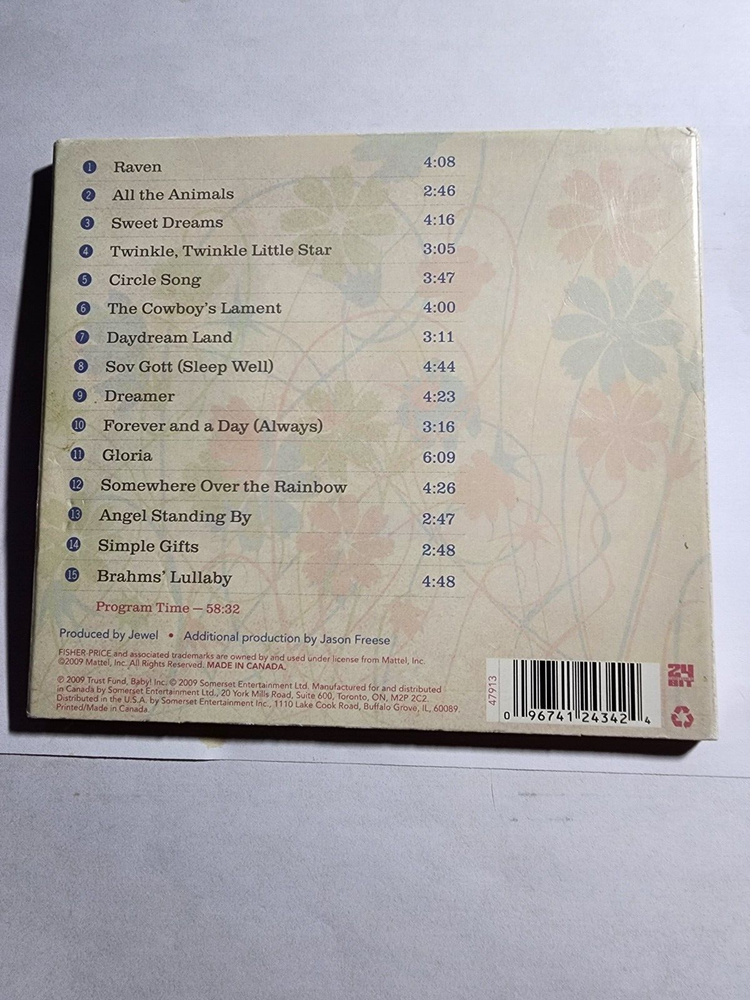 1 Raven 4:08
2 All the Animals 2:46
3 Sweet Dreams 4:16
4 Twinkle, Twinkle Little Star 3:05
5 Circle Song 3:47
6 The Cowboy's Lament 4:00
7 Daydream Land 3:11
8 Sov Gott (Sleep Well) 4:44
9 Dreamer 4:23
10 Forever and a Day (Always) 3:16
11 Gloria 6:09
12 Somewhere Over the Rainbow 4:26
13 Angel Standing By 2:47
14 Simple Gifts 2:48
15 Brahms' Lullaby 4:48
Program Time — 58:32
Produced by Jewel • Additional production by Jason Freese
FISHER-PRICE and associated trademarks are owned by and used under license from Mattel, Inc.
©2009 Mattel, Inc. All Rights Reserved. MADE IN CANADA.
℗ 2009 Trust Fund, Baby! Inc. © 2009 Somerset Entertainment Ltd. Manufactured for and distributed
in Canada by Somerset Entertainment Ltd., 20 York Mills Road, Suite 600, Toronto, ON, M2P 2C2.
Distributed in the U.S.A. by Somerset Entertainment Inc., 1110 Lake Cook Road, Buffalo Grove, IL, 60089.
Printed/Made in Canada
47913
0 96741 24342 4
24
BIT